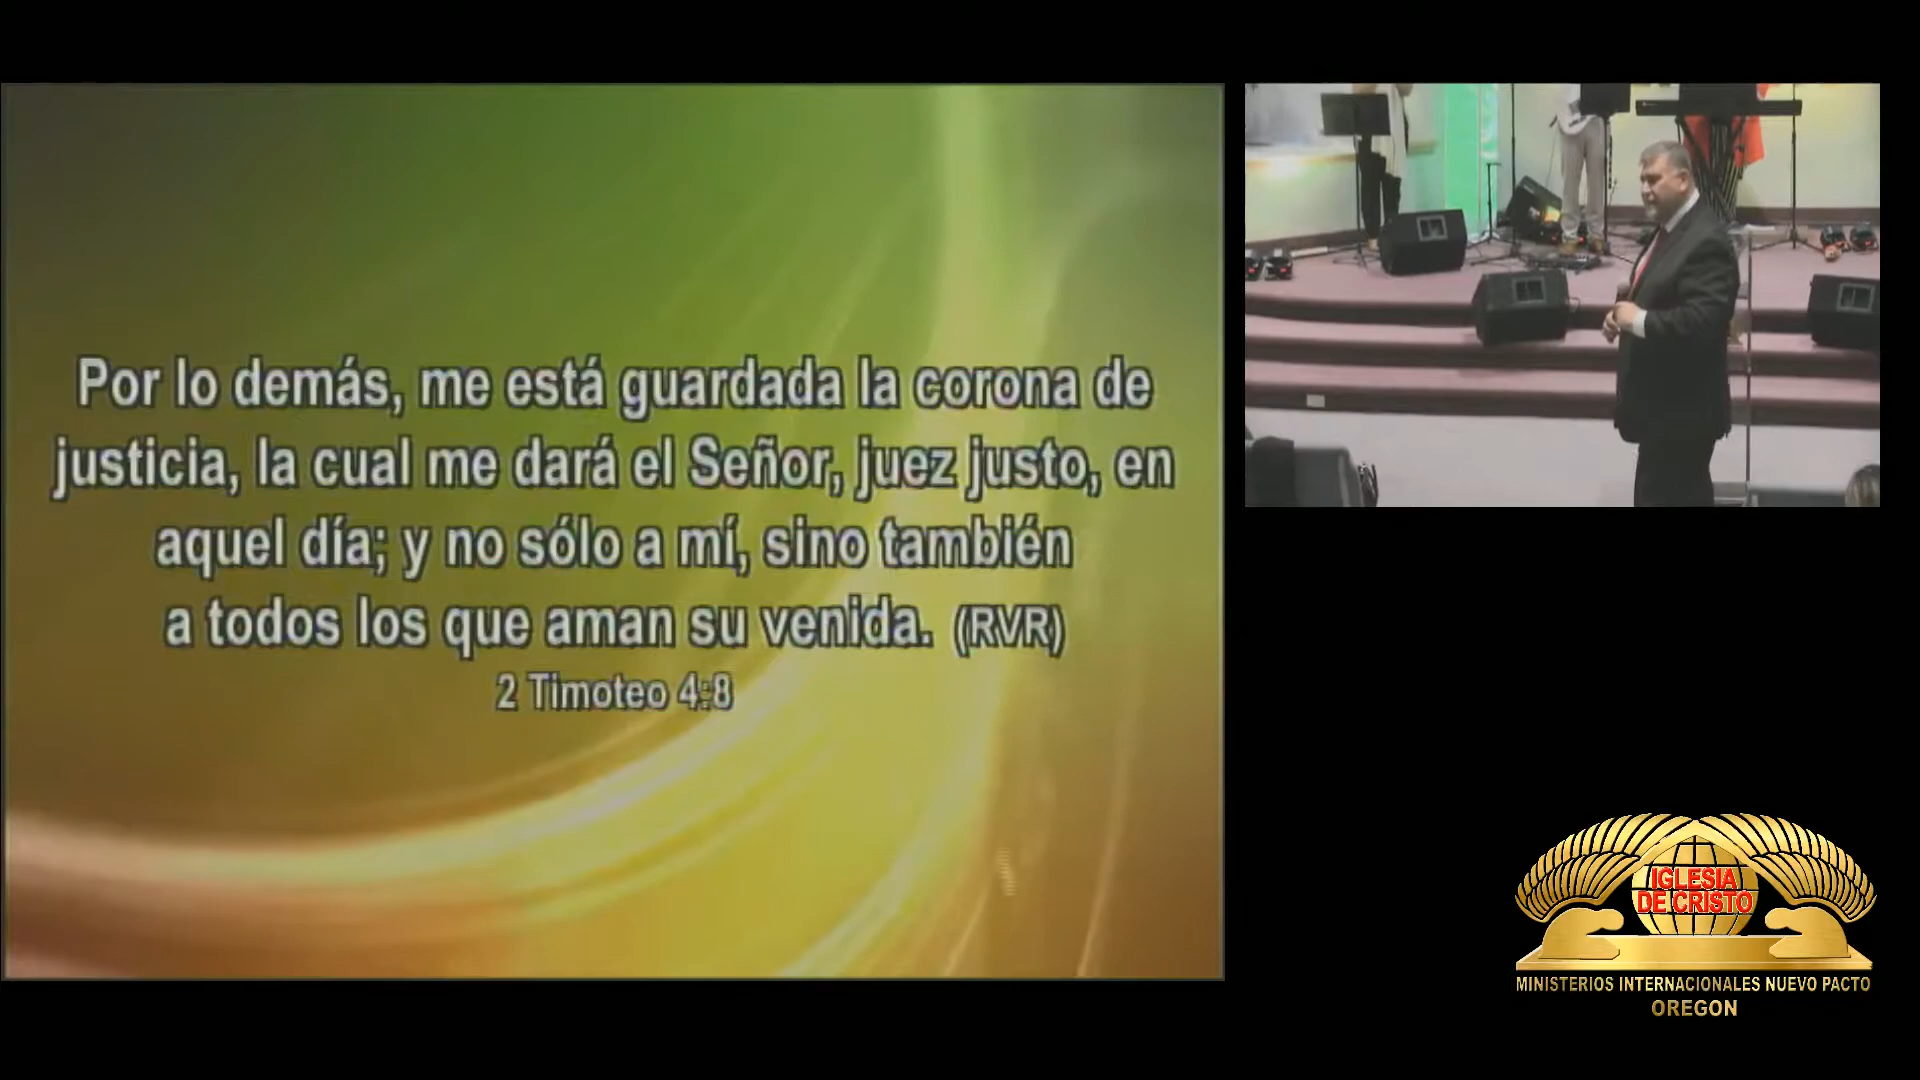 Por lo demás, me está guardada la corona de
justicia, la cual me dará el Señor, juez justo, en
aquel día; y no sólo a mí, sino también
a todos los que aman su venida. (RVR)
2 Timoteo 4:8
IGLESIA
DE CRISTO
MINISTERIOS INTERNACIONALES NUEVO PACTO
OREGON